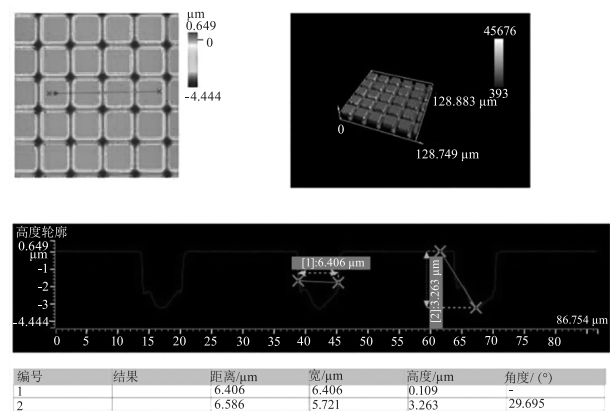 μm
0.649
0
-4.444
45676
393
128.883 μm
0
128.749 μm
高度轮廓
0.649
μm
-1
-2
-3
-4.444
[1]:6.406 μm
[2]:3.263 μm
86.754 μm
0 5 10 15 20 25 30 35 40 45 50 55 60 65 70 75 80
编号 结果 距离/μm 宽/μm 高度/μm 角度/ (°)
1 6.406 6.406 0.109 -
2 6.586 5.721 3.263 29.695